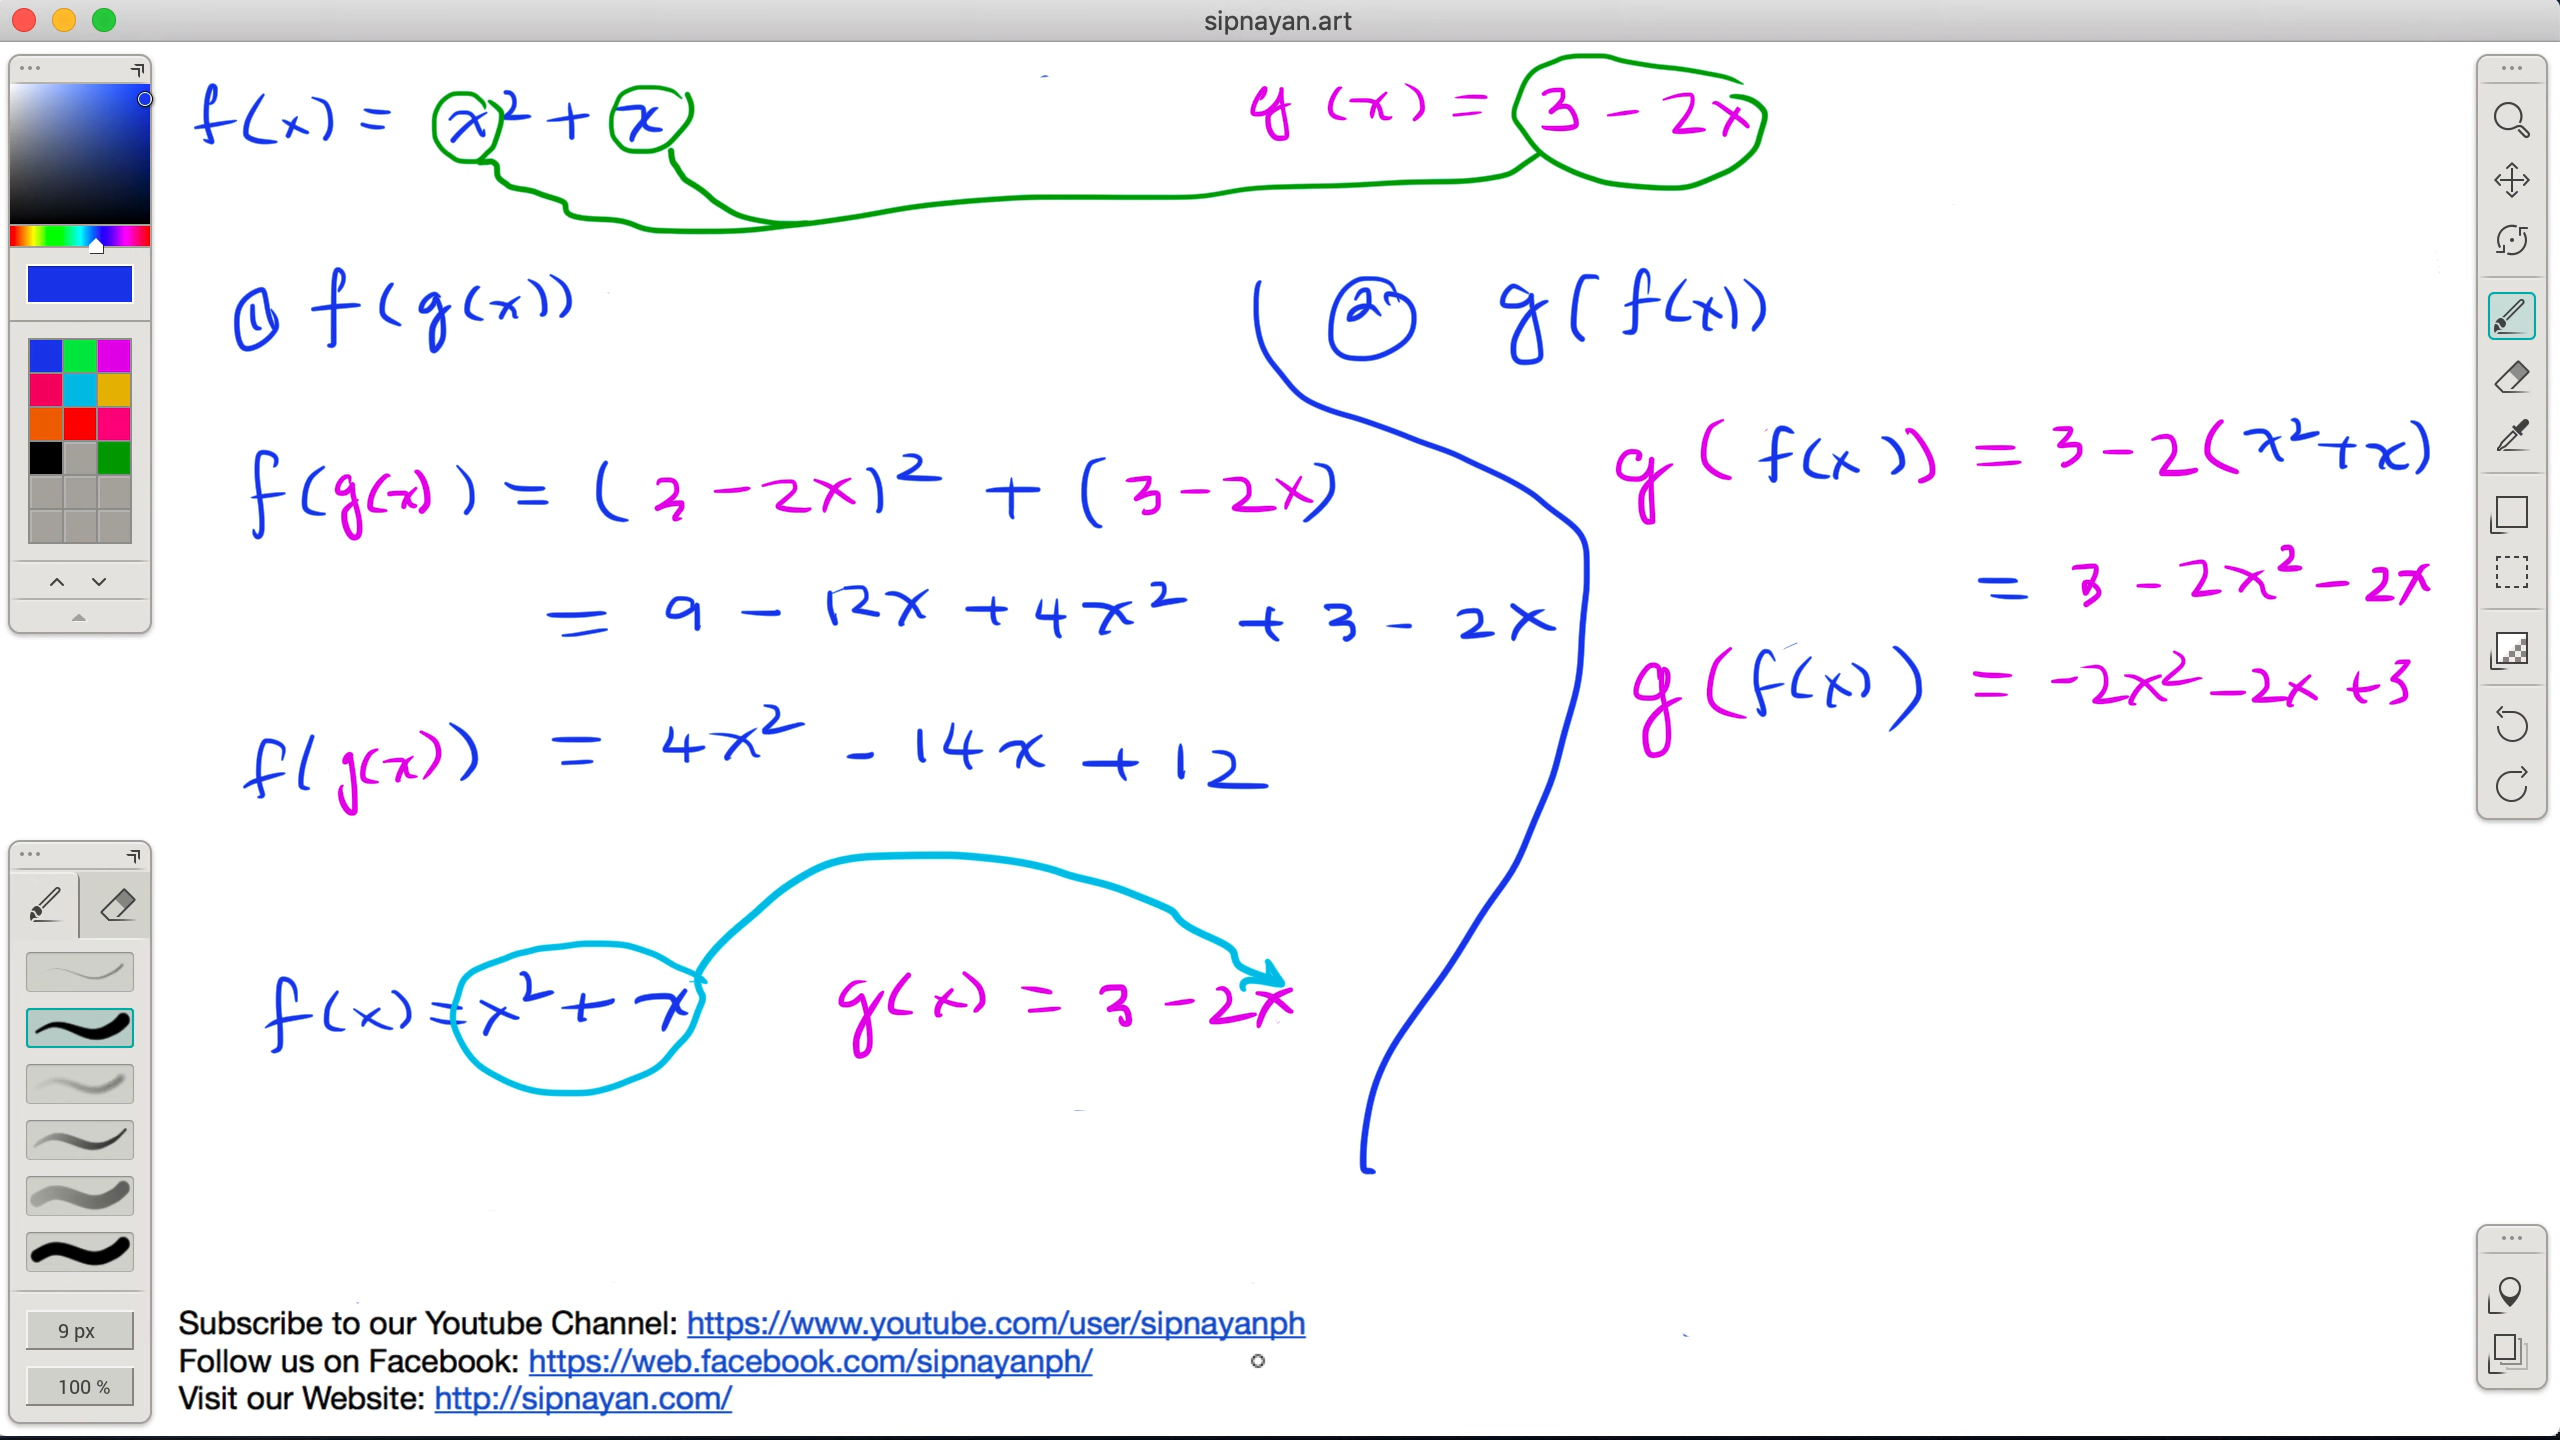 sipnayan.art
f(x) = x² + x
g(x) = 3 - 2x
① f(g(x))
f(g(x)) = (3 - 2x)² + (3 - 2x)
= 9 - 12x + 4x² + 3 - 2x
f(g(x)) = 4x² - 14x + 12
f(x) = x² + x
g(x) = 3 - 2x
② g(f(x))
g(f(x)) = 3 - 2(x² + x)
= 3 - 2x² - 2x
g(f(x)) = -2x² - 2x + 3
9 px
100 %
Subscribe to our Youtube Channel: https://www.youtube.com/user/sipnayanph
Follow us on Facebook: https://web.facebook.com/sipnayanph/
Visit our Website: http://sipnayan.com/